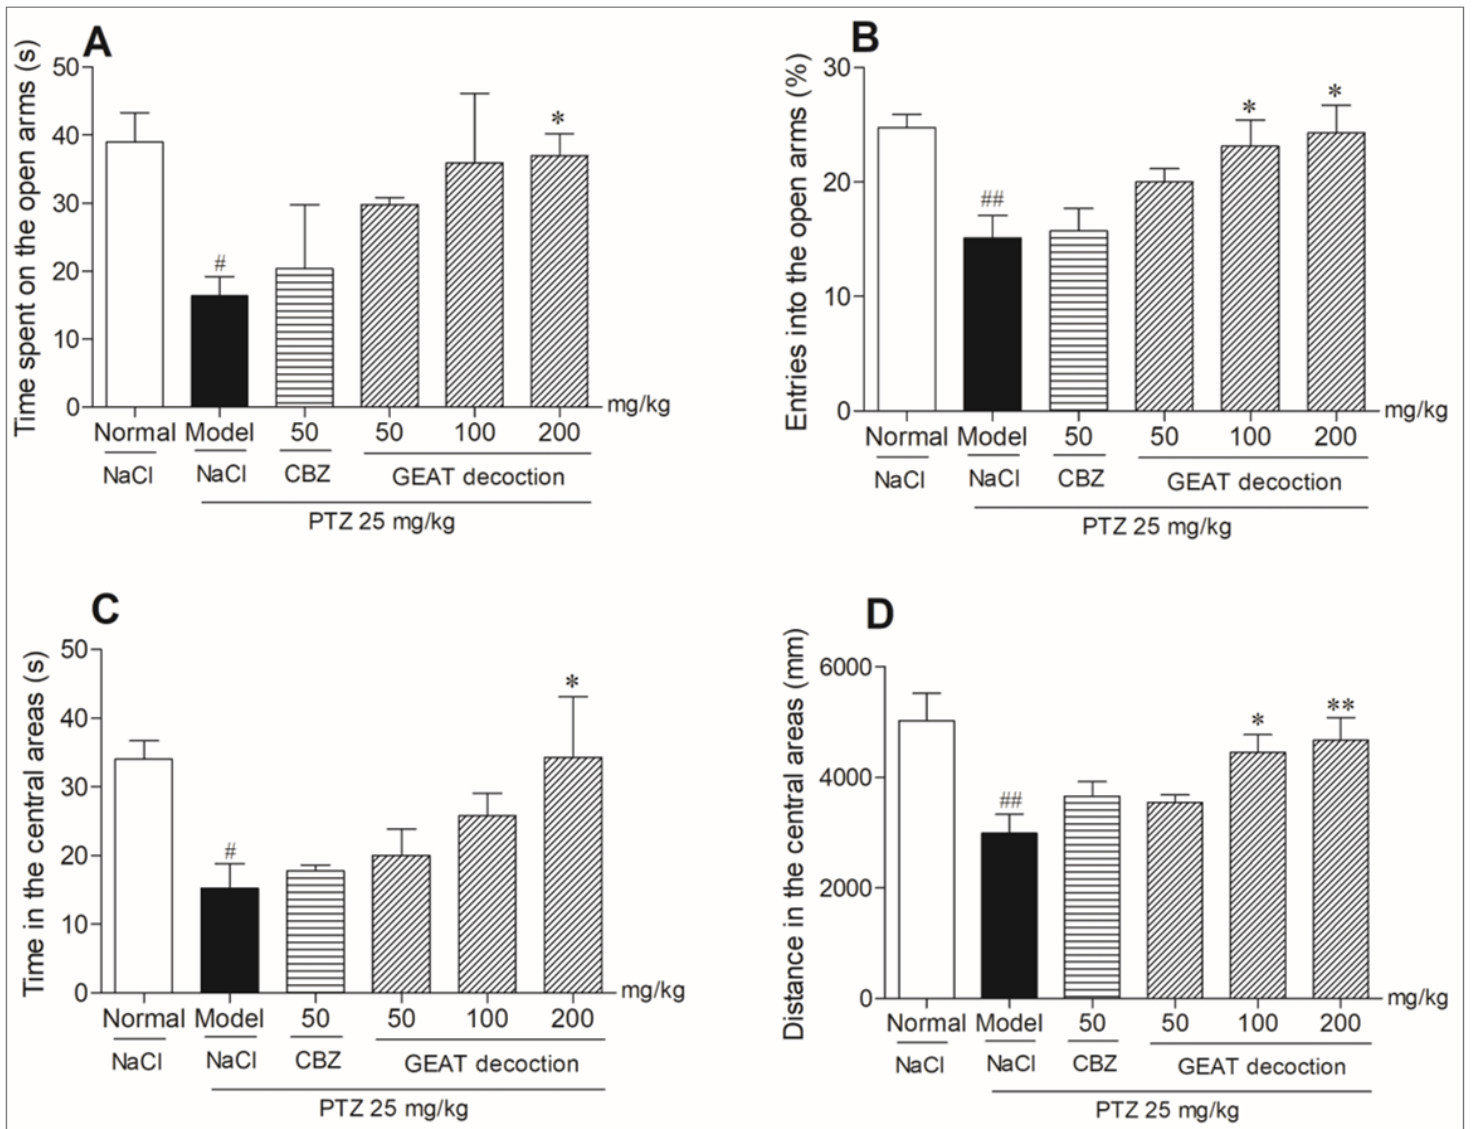 A
Time spent on the open arms (s)
50
40
30
20
10
0
#
*
mg/kg
Normal Model 50 50 100 200
NaCl NaCl CBZ GEAT decoction
PTZ 25 mg/kg
B
Entries into the open arms (%)
30
20
10
0
##
*
*
mg/kg
Normal Model 50 50 100 200
NaCl NaCl CBZ GEAT decoction
PTZ 25 mg/kg
C
Time in the central areas (s)
50
40
30
20
10
0
#
*
mg/kg
Normal Model 50 50 100 200
NaCl NaCl CBZ GEAT decoction
PTZ 25 mg/kg
D
Distance in the central areas (mm)
6000
4000
2000
0
##
*
**
mg/kg
Normal Model 50 50 100 200
NaCl NaCl CBZ GEAT decoction
PTZ 25 mg/kg